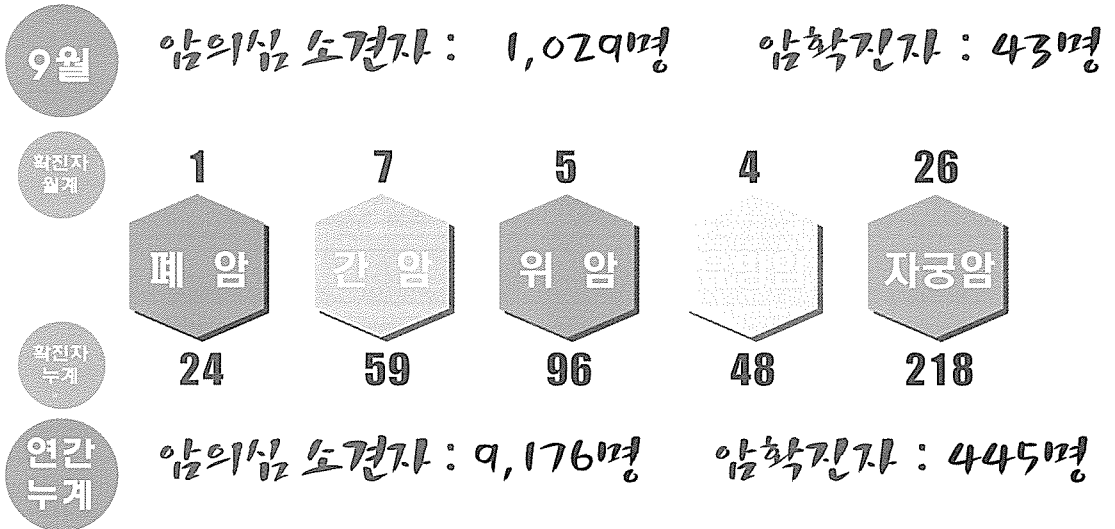 9월 암의심 소견자 : 1,029명 암확진자 : 43명
확진자 월계
1 7 5 4 26
폐 암 간 암 위 암 유방암 자궁암
확진자 누계
24 59 96 48 218
연간 누계 암의심 소견자 : 9,176명 암확진자 : 445명